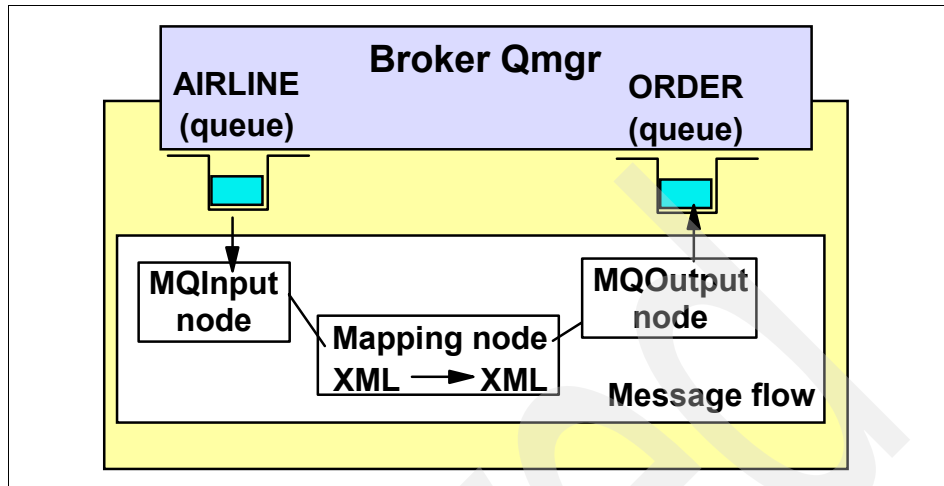 Broker Qmgr
AIRLINE
(queue)
ORDER
(queue)
MQInput
node
Mapping node
XML XML
MQOutput
node
Message flow